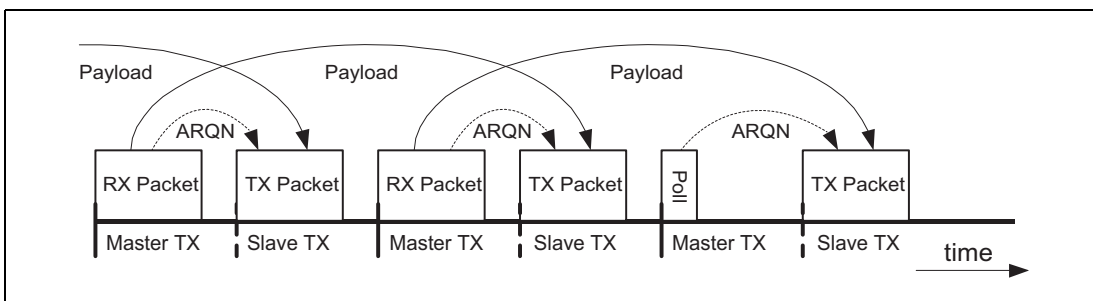 Payload Payload Payload
ARQN ARQN ARQN
RX Packet TX Packet RX Packet TX Packet Poll TX Packet
Master TX Slave TX Master TX Slave TX Master TX Slave TX
time